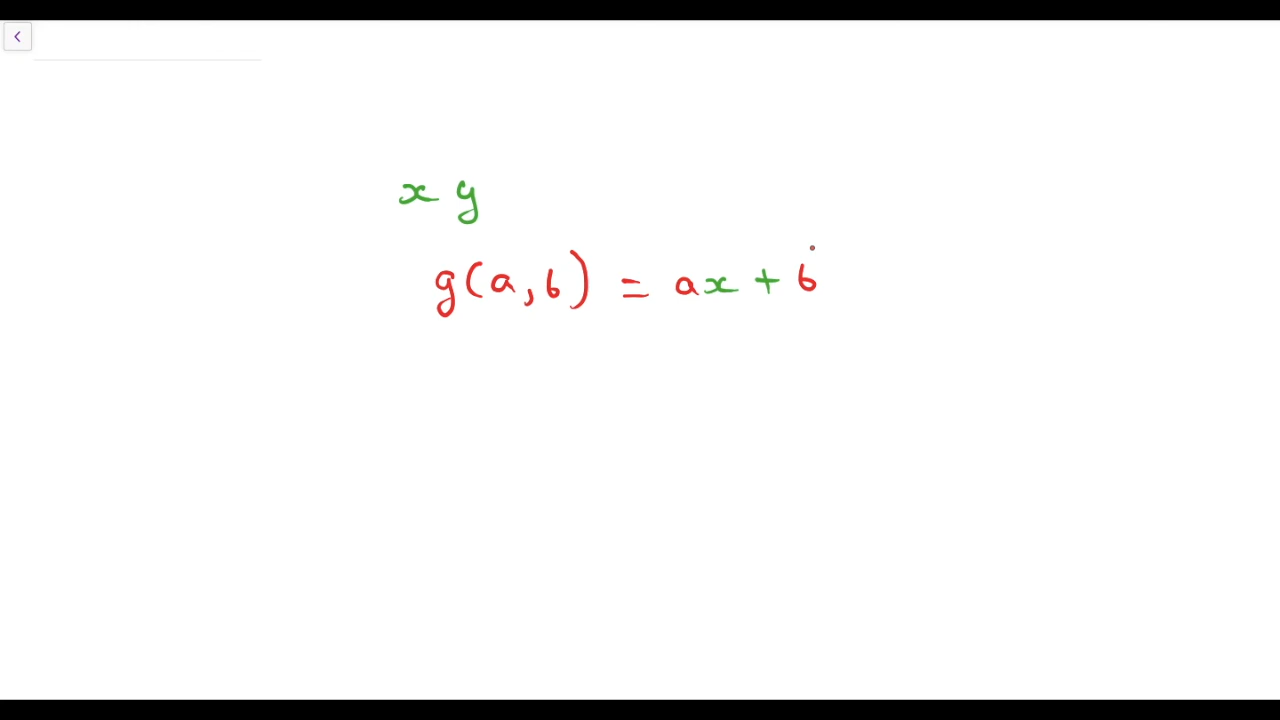 x y
g(a,b) = ax + b